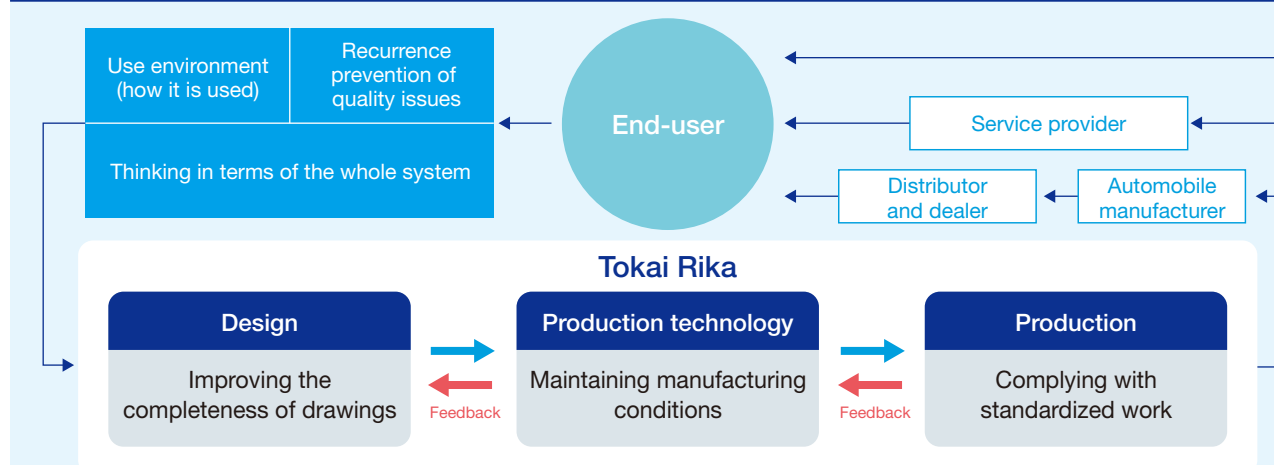 Use environment
(how it is used)
Recurrence
prevention of
quality issues
Thinking in terms of the whole system
End-user
Service provider
Distributor
and dealer
Automobile
manufacturer
Tokai Rika
Design
Improving the
completeness of drawings
Feedback
Production technology
Maintaining manufacturing
conditions
Feedback
Production
Complying with
standardized work